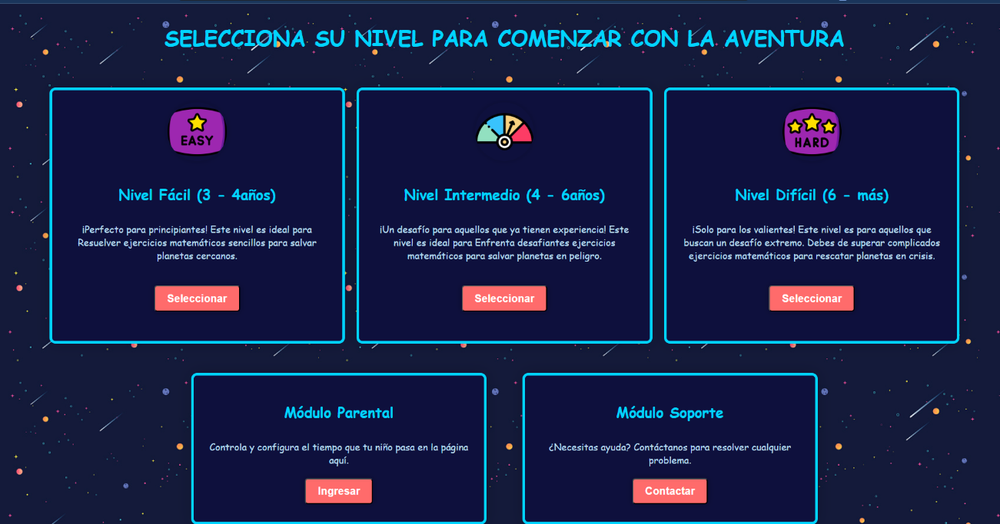 SELECCIONA SU NIVEL PARA COMENZAR CON LA AVENTURA
EASY
HARD
Nivel Fácil (3 - 4años)
Nivel Intermedio (4 - 6años)
Nivel Difícil (6 - más)
¡Perfecto para principiantes! Este nivel es ideal para
Resuelver ejercicios matemáticos sencillos para salvar
planetas cercanos.
¡Un desafío para aquellos que ya tienen experiencia! Este
nivel es ideal para Enfrenta desafiantes ejercicios
matemáticos para salvar planetas en peligro.
¡Solo para los valientes! Este nivel es para aquellos que
buscan un desafío extremo. Debes de superar complicados
ejercicios matemáticos para rescatar planetas en crisis.
Seleccionar
Seleccionar
Seleccionar
Módulo Parental
Controla y configura el tiempo que tu niño pasa en la página
aquí.
Ingresar
Módulo Soporte
¿Necesitas ayuda? Contáctanos para resolver cualquier
problema.
Contactar